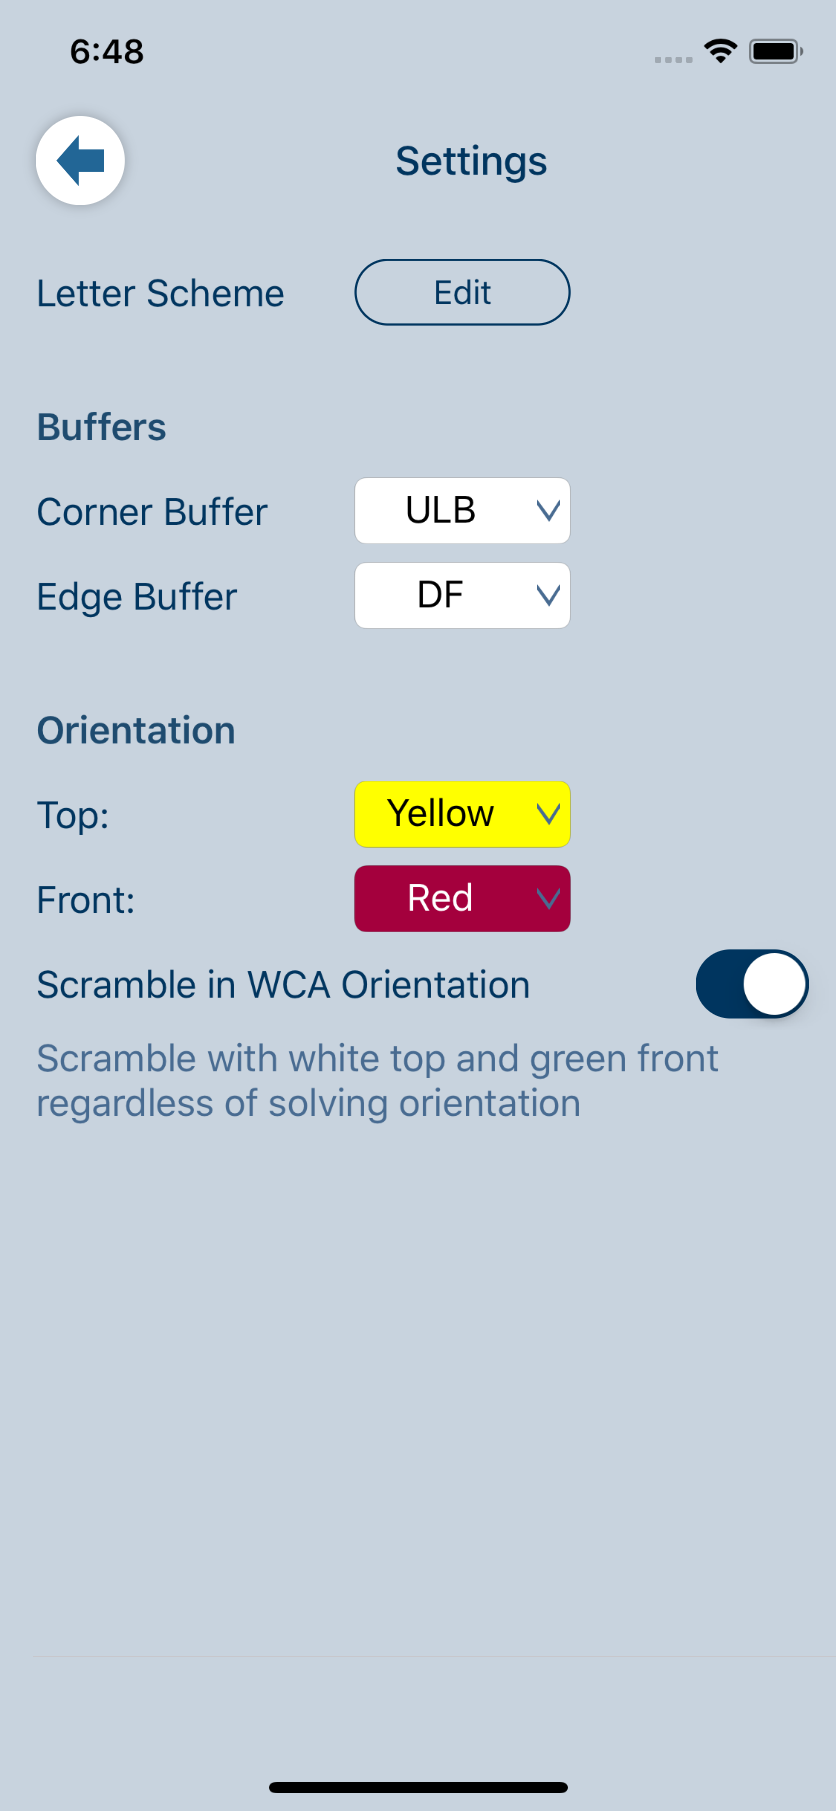 6:48
Settings
Letter Scheme
Edit
Buffers
Corner Buffer
ULB
Edge Buffer
DF
Orientation
Top:
Yellow
Front:
Red
Scramble in WCA Orientation
Scramble with white top and green front
regardless of solving orientation